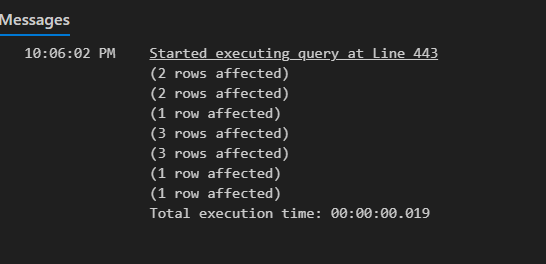 Messages
10:06:02 PM Started executing query at Line 443
(2 rows affected)
(2 rows affected)
(1 row affected)
(3 rows affected)
(3 rows affected)
(1 row affected)
(1 row affected)
Total execution time: 00:00:00.019